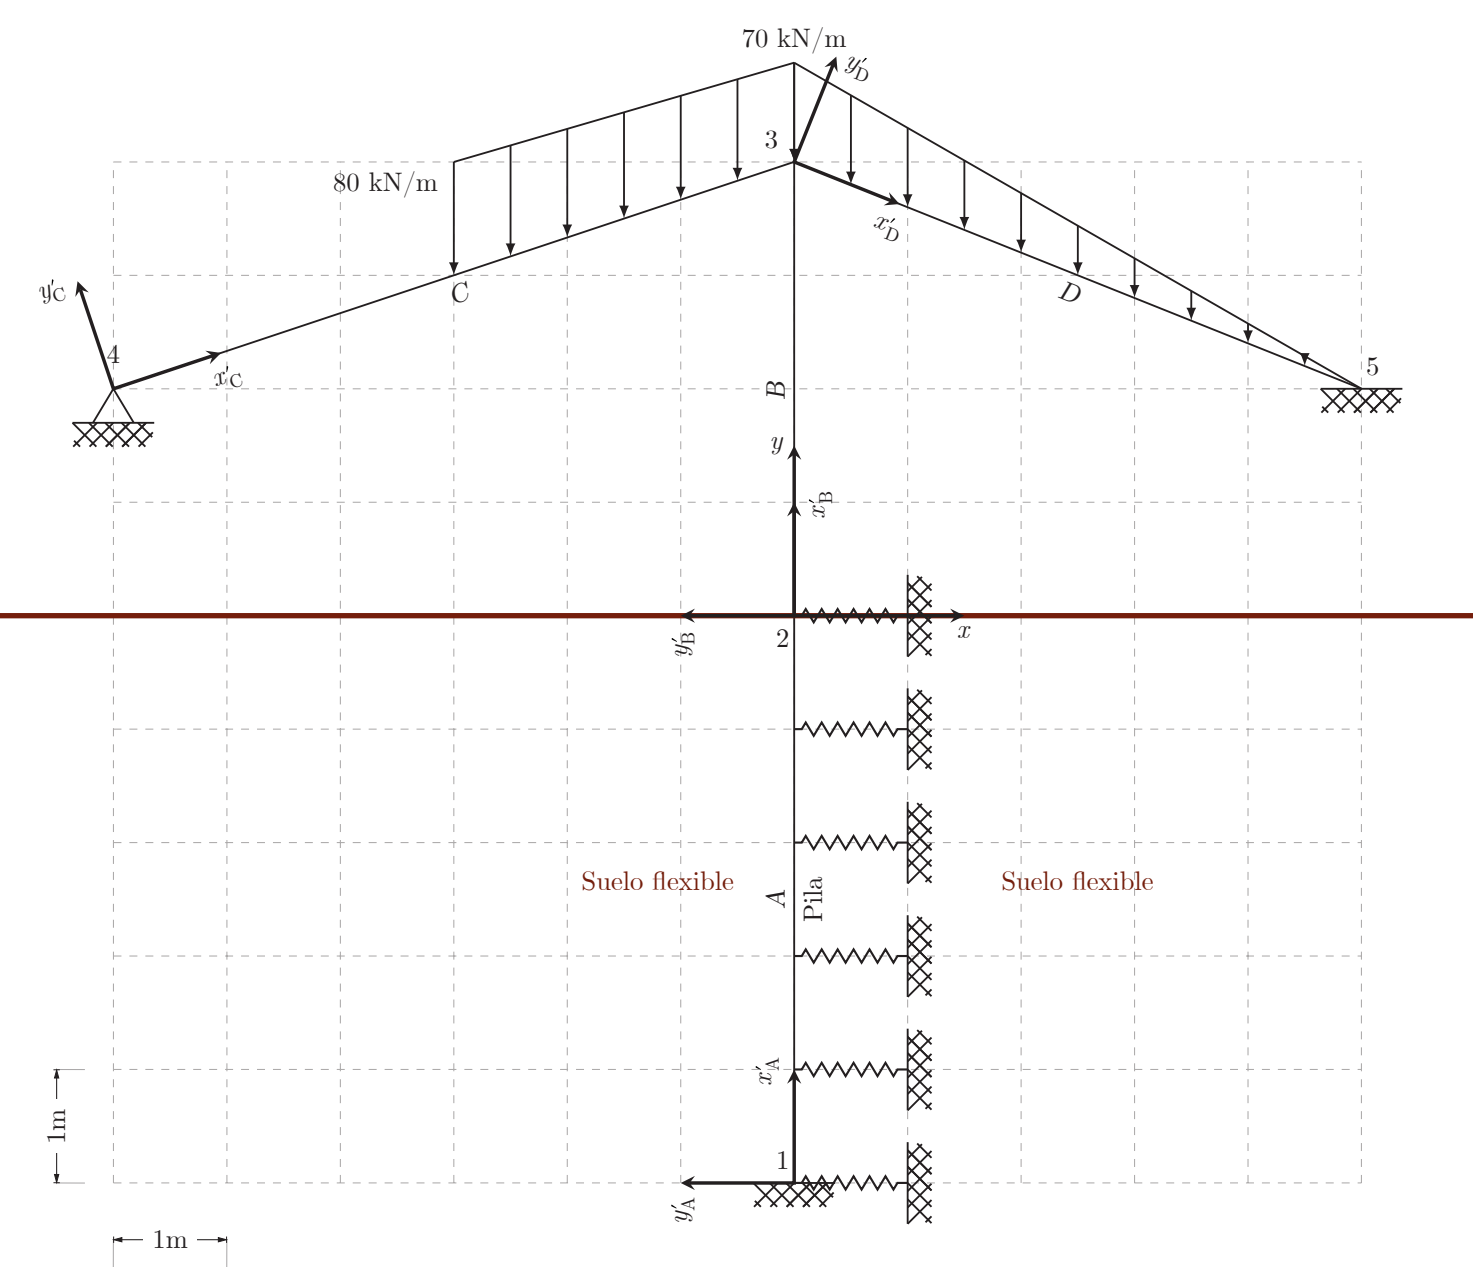 70 kN/m
y'D
3
80 kN/m
x'D
y'C
C
D
4
5
x'C
B
y
x'B
x
2
y'B
Suelo flexible
A
Pila
Suelo flexible
x'A
1m
1
y'A
1m